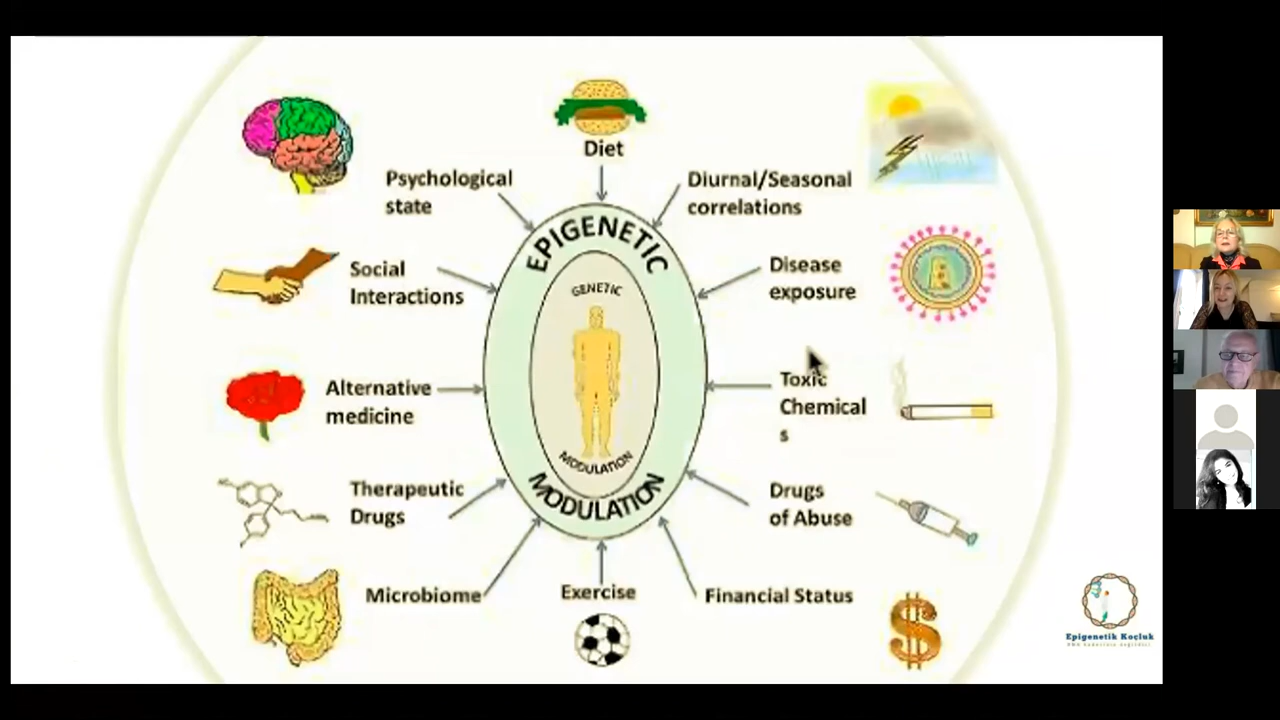 Diet
Psychological
state
Diurnal/Seasonal
correlations
EPIGENETIC
Social
Interactions
Disease
exposure
GENETIC
Alternative
medicine
Toxic
Chemical
s
MODULATION
MODULATION
Therapeutic
Drugs
Drugs
of Abuse
Microbiome
Exercise
Financial Status
Epigenetik Koçluk